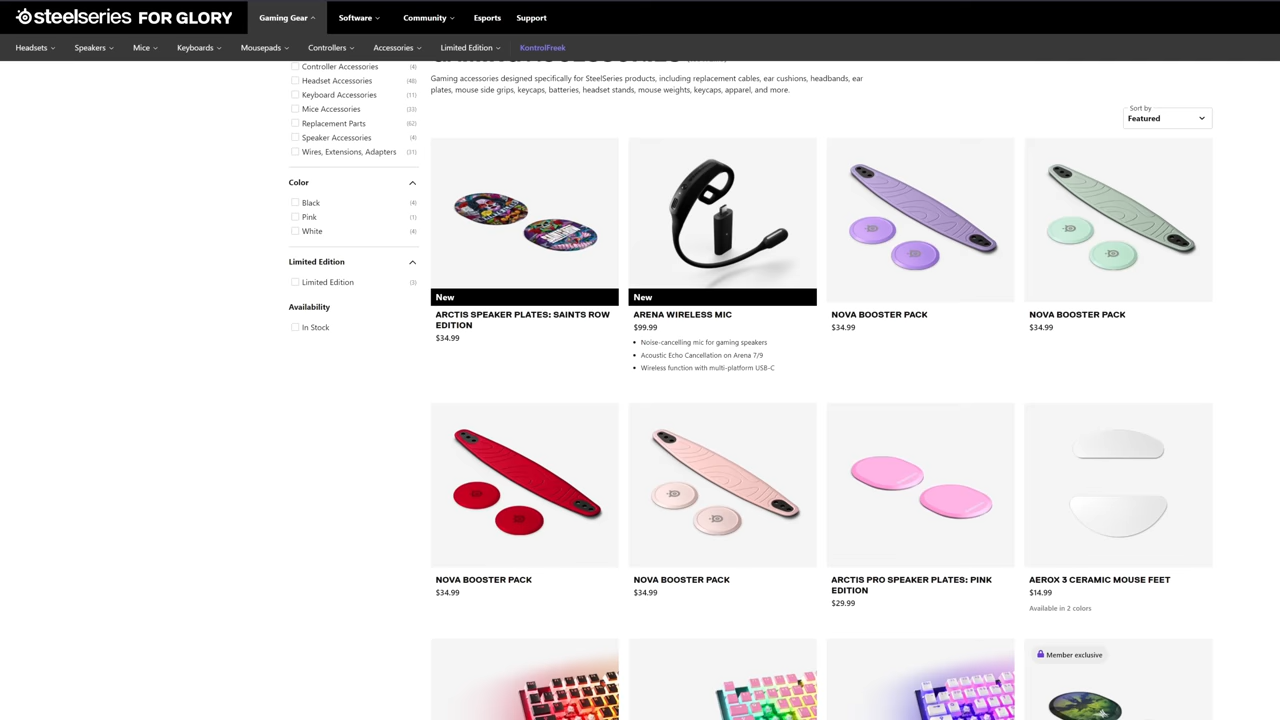 steelseries FOR GLORY
Gaming Gear
Software
Community
Esports
Support
Headsets
Speakers
Mice
Keyboards
Mousepads
Controllers
Accessories
Limited Edition
KontrolFreek
Controller Accessories (4)
Headset Accessories (48)
Keyboard Accessories (11)
Mice Accessories (33)
Replacement Parts (62)
Speaker Accessories (4)
Wires, Extensions, Adapters (31)
Color
Black (4)
Pink (1)
White (4)
Limited Edition
Limited Edition (3)
Availability
In Stock
Gaming accessories designed specifically for SteelSeries products, including replacement cables, ear cushions, headbands, ear
plates, mouse side grips, keycaps, batteries, headset stands, mouse weights, keycaps, apparel, and more.
Sort by
Featured
New
ARCTIS SPEAKER PLATES: SAINTS ROW
EDITION
$34.99
New
ARENA WIRELESS MIC
$99.99
Noise-cancelling mic for gaming speakers
Acoustic Echo Cancellation on Arena 7/9
Wireless function with multi-platform USB-C
NOVA BOOSTER PACK
$34.99
NOVA BOOSTER PACK
$34.99
NOVA BOOSTER PACK
$34.99
NOVA BOOSTER PACK
$34.99
ARCTIS PRO SPEAKER PLATES: PINK
EDITION
$29.99
AEROX 3 CERAMIC MOUSE FEET
$14.99
Available in 2 colors
Member exclusive